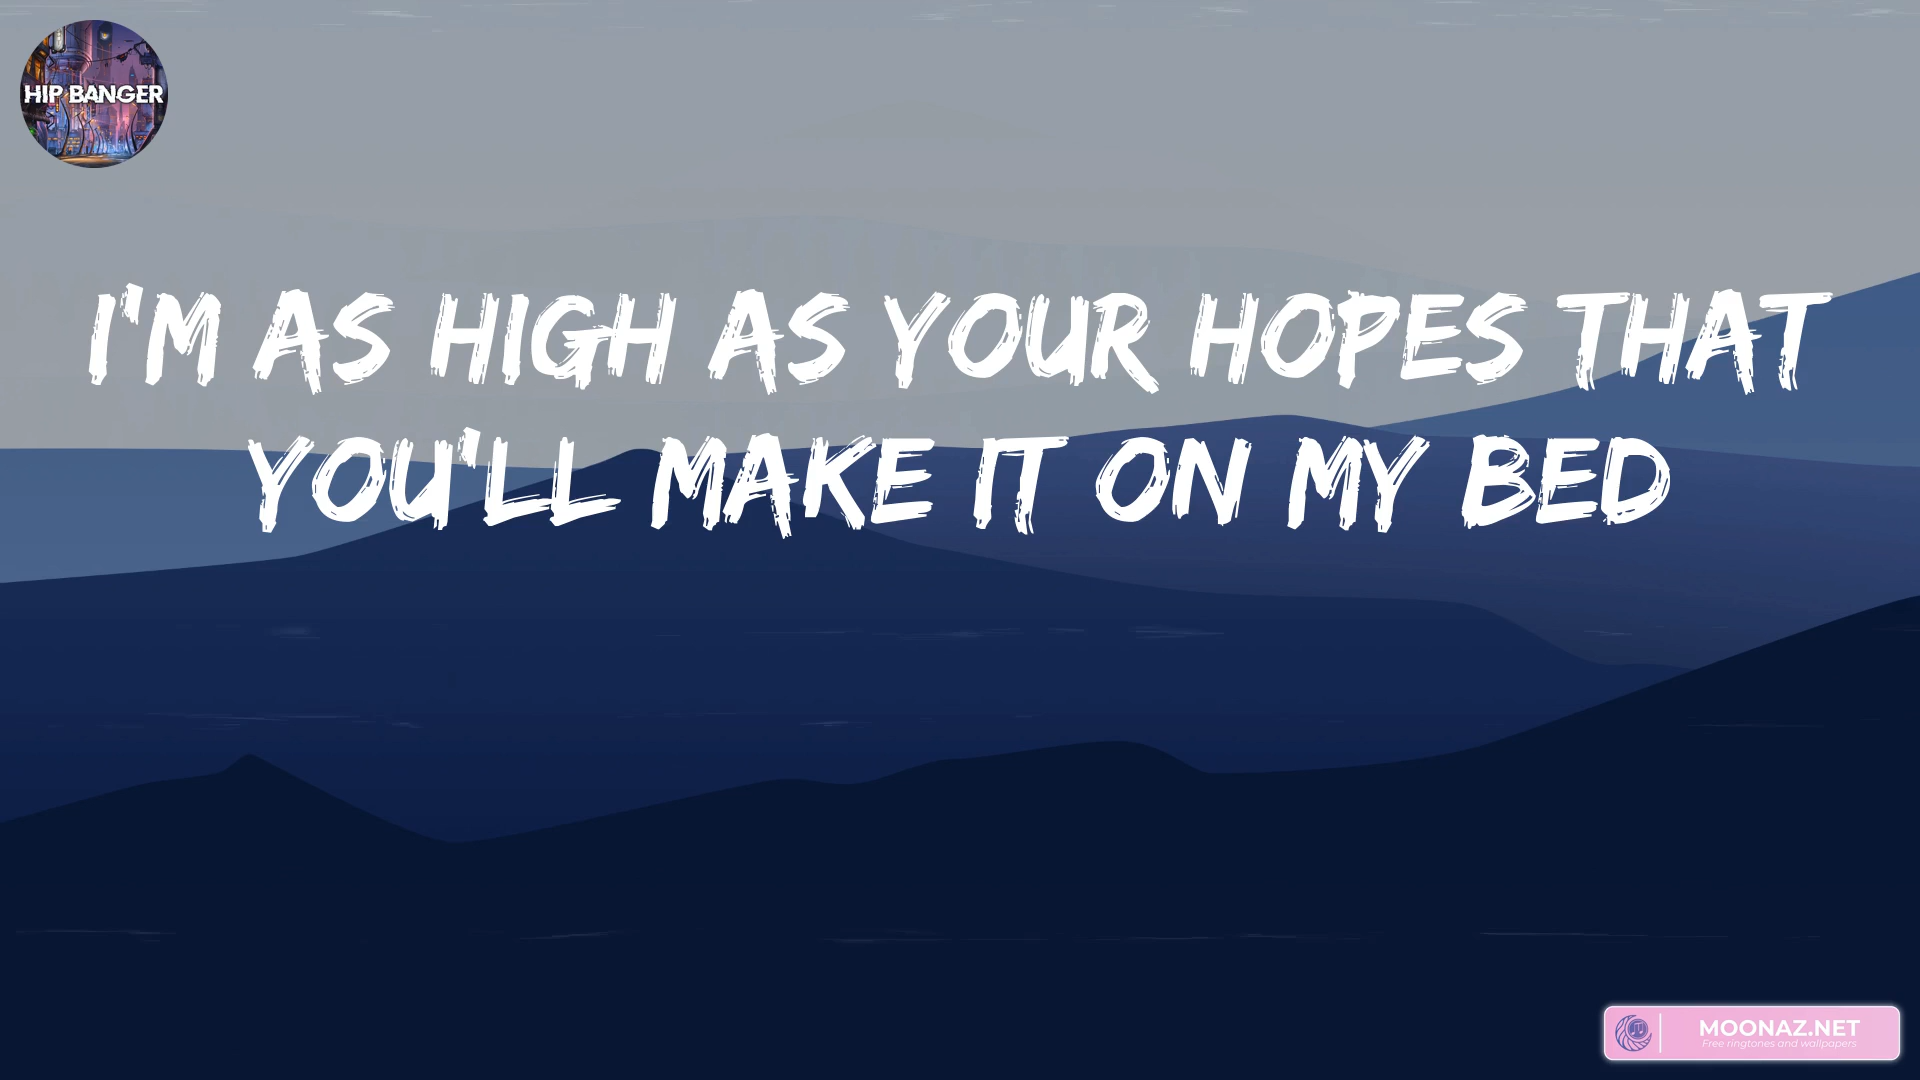 HIP BANGER
I'M AS HIGH AS YOUR HOPES THAT
YOU'LL MAKE IT ON MY BED
MOONAZ.NET
Free ringtones and wallpapers